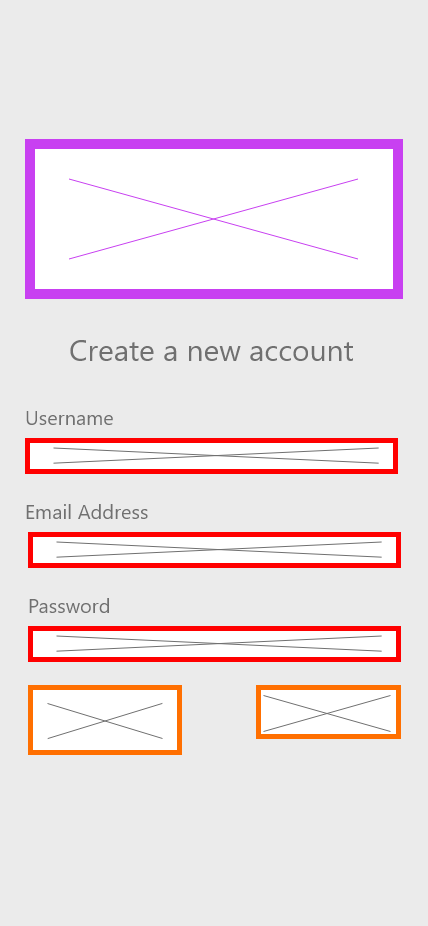 Create a new account
Username
Email Address
Password